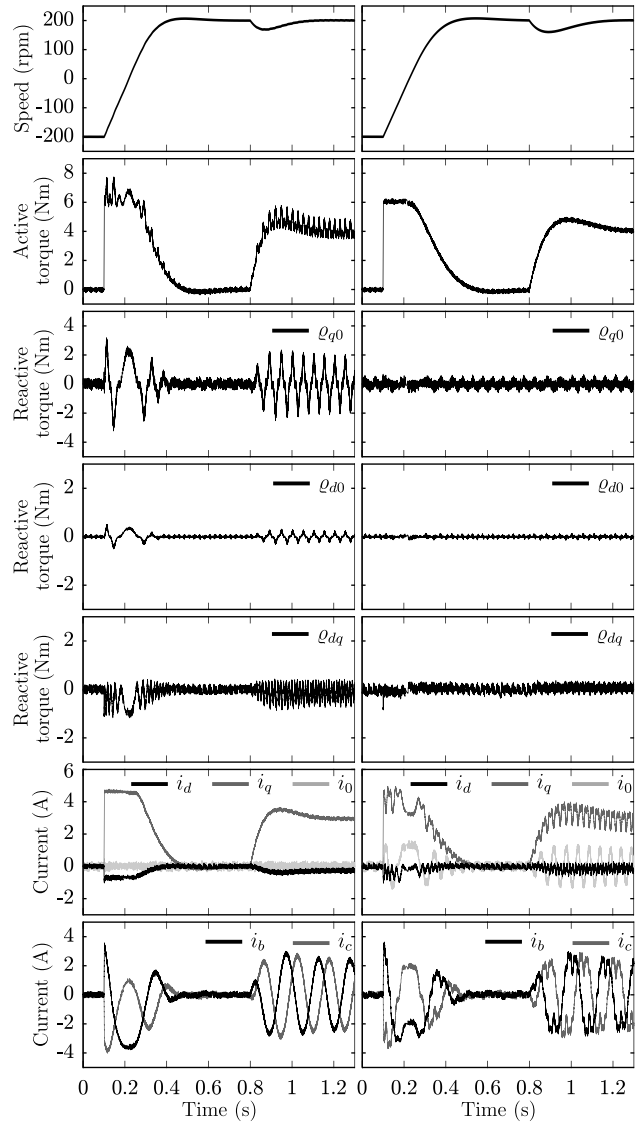 Speed (rpm)
200
100
0
-100
-200
Active torque (Nm)
8
6
4
2
0
Reactive torque (Nm)
4
2
0
-2
-4
ϱq0
ϱq0
Reactive torque (Nm)
2
0
-2
ϱd0
ϱd0
Reactive torque (Nm)
2
0
-2
ϱdq
ϱdq
Current (A)
6
4
2
0
-2
id iq i0
id iq i0
Current (A)
4
2
0
-2
-4
ib ic
ib ic
0 0.2 0.4 0.6 0.8 1 1.2
0 0.2 0.4 0.6 0.8 1 1.2
Time (s)
Time (s)